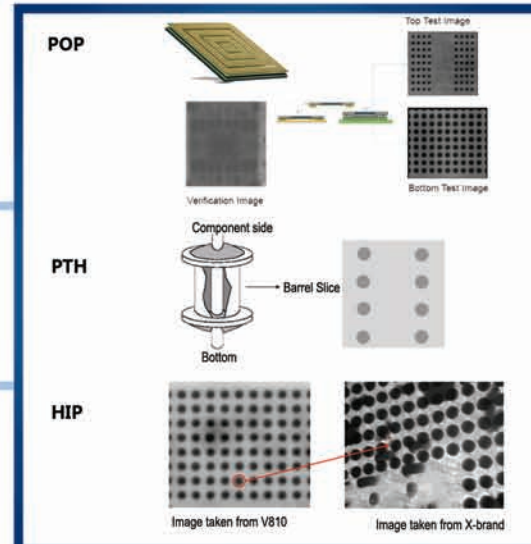 POP
Top Test Image
Verification Image
Bottom Test Image
Component side
PTH
Barrel Slice
Bottom
HIP
Image taken from V810
Image taken from X-brand